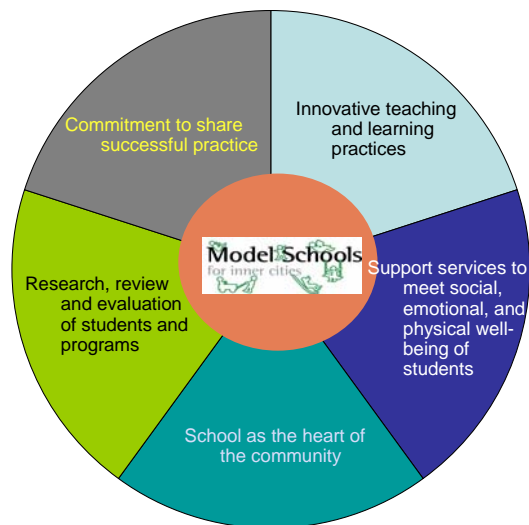 Innovative teaching
and learning
practices
Support services to
meet social,
emotional, and
physical well-
being of
students
School as the heart of
the community
Research, review
and evaluation
of students and
programs
Commitment to share
successful practice
Model Schools
for inner cities